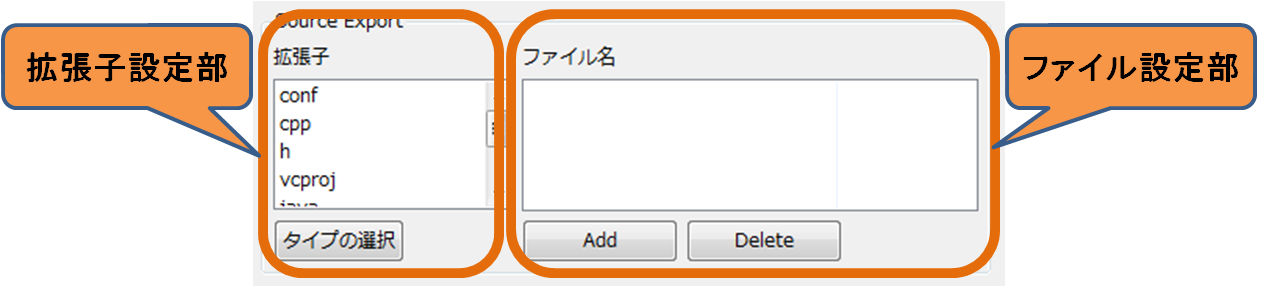 Source Export
拡張子設定部
拡張子
conf
cpp
h
vcproj
java
タイプの選択
ファイル名
Add
Delete
ファイル設定部